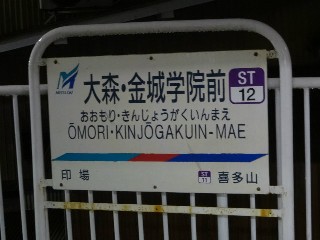 大森・金城学院前
ST
12
おおもり・きんじょうがくいんまえ
ŌMORI・KINJŌGAKUIN-MAE
印場
ST
11
喜多山